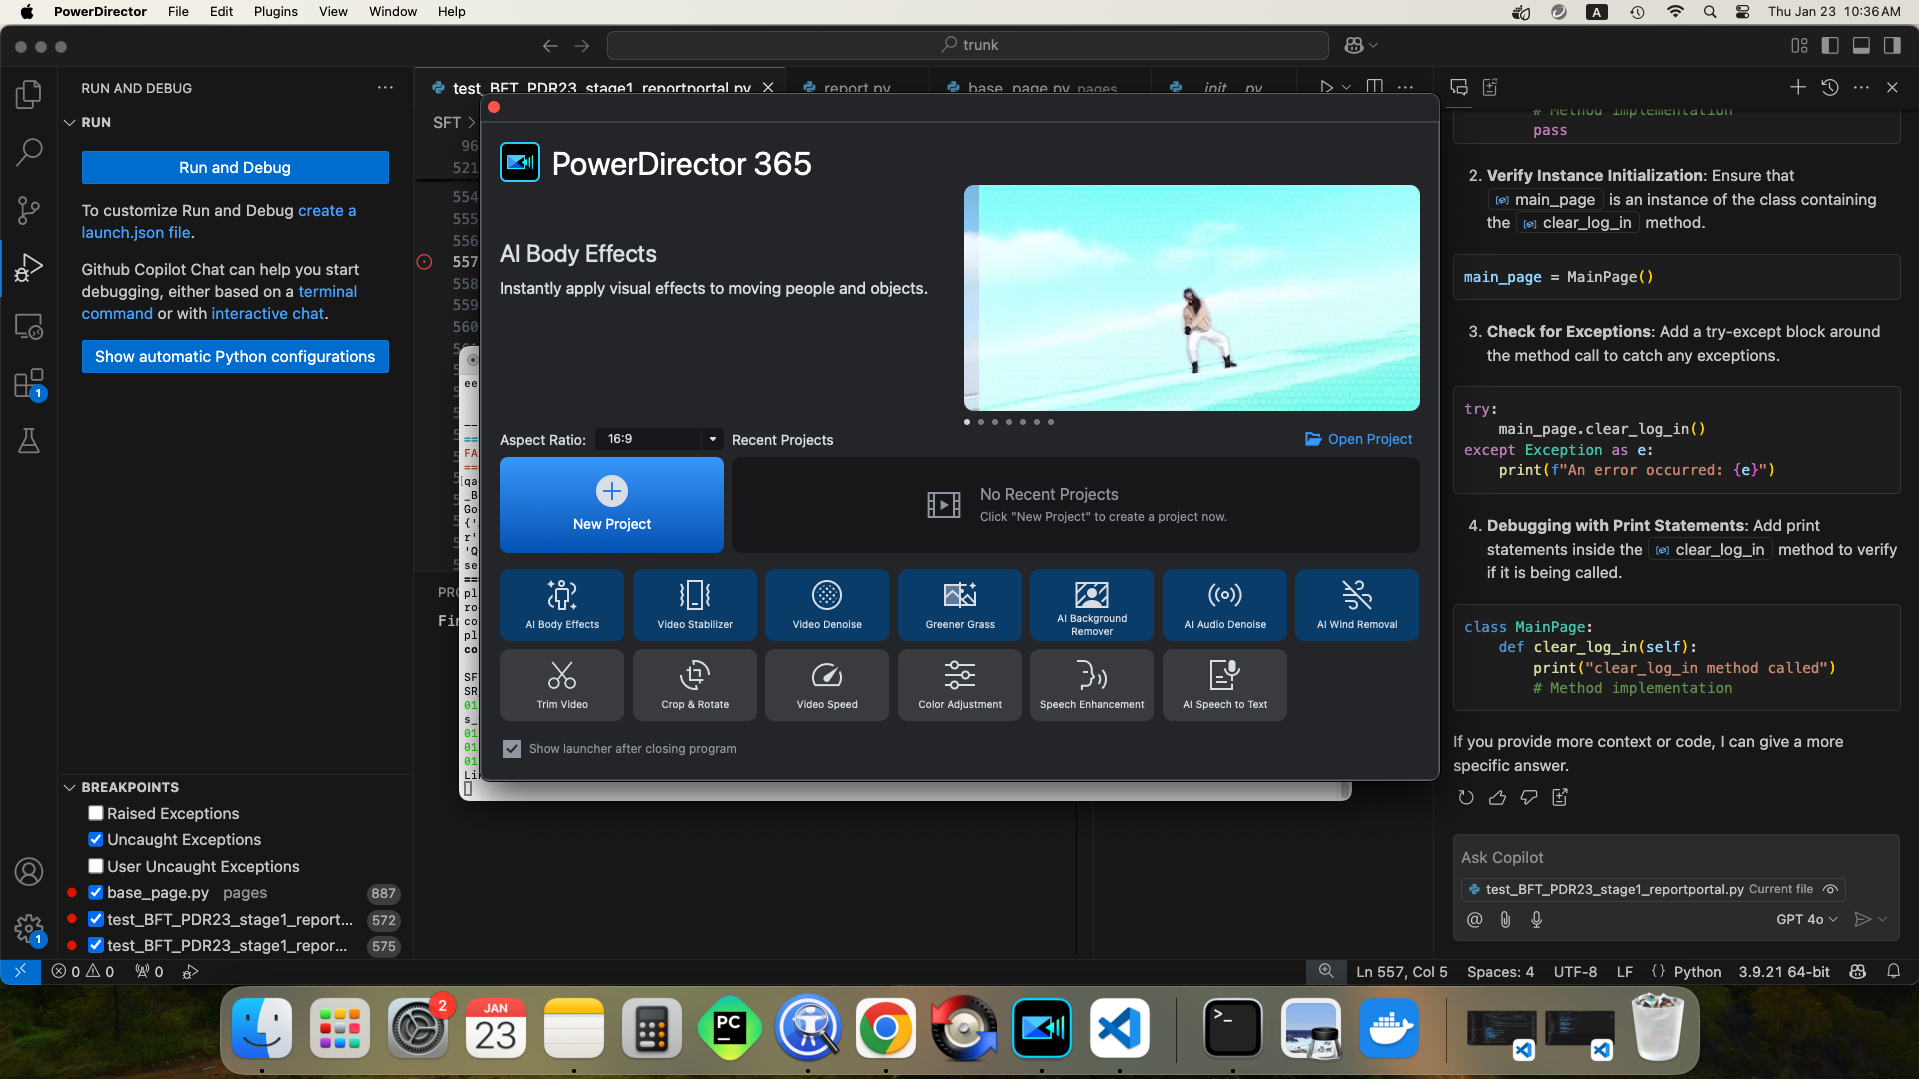 PowerDirector File Edit Plugins View Window Help
A Thu Jan 23 10:36 AM
trunk
RUN AND DEBUG
RUN
Run and Debug
To customize Run and Debug create a
launch.json file.
Github Copilot Chat can help you start
debugging, either based on a terminal
command or with interactive chat.
Show automatic Python configurations
1
BREAKPOINTS
Raised Exceptions
Uncaught Exceptions
User Uncaught Exceptions
base_page.py pages 887
test_BFT_PDR23_stage1_report... 572
test_BFT_PDR23_stage1_repor... 575
1
test_BFT_PDR23_stage1_reportportal.py
report.py
base_page.py pages
__init__.py
SFT
96
521
554
555
556
557
558
559
560
PowerDirector 365
AI Body Effects
Instantly apply visual effects to moving people and objects.
Aspect Ratio: 16:9
Recent Projects
Open Project
New Project
No Recent Projects
Click "New Project" to create a project now.
AI Body Effects
Video Stabilizer
Video Denoise
Greener Grass
AI Background
Remover
AI Audio Denoise
AI Wind Removal
Trim Video
Crop & Rotate
Video Speed
Color Adjustment
Speech Enhancement
AI Speech to Text
Show launcher after closing program
# Method implementation
pass
2. Verify Instance Initialization: Ensure that
main_page is an instance of the class containing
the clear_log_in method.
main_page = MainPage()
3. Check for Exceptions: Add a try-except block around
the method call to catch any exceptions.
try:
main_page.clear_log_in()
except Exception as e:
print(f"An error occurred: {e}")
4. Debugging with Print Statements: Add print
statements inside the clear_log_in method to verify
if it is being called.
class MainPage:
def clear_log_in(self):
print("clear_log_in method called")
# Method implementation
If you provide more context or code, I can give a more
specific answer.
Ask Copilot
test_BFT_PDR23_stage1_reportportal.py Current file
GPT 4o
0 0 0
Ln 557, Col 5 Spaces: 4 UTF-8 LF {} Python 3.9.21 64-bit
2
JAN
23
PC